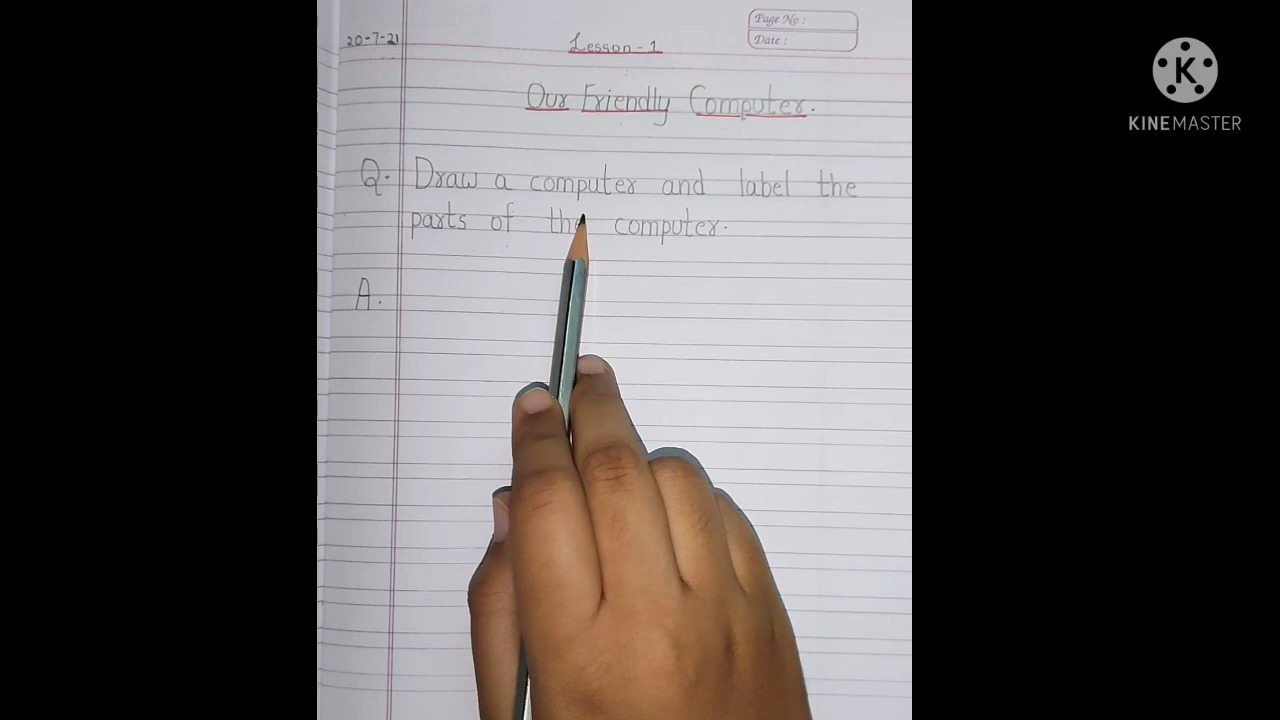 Page No :
20-7-21
Lesson - 1
Date :
Our Friendly Computer.
Q. Draw a computer and label the
parts of the computer.
A.
K
KINEMASTER